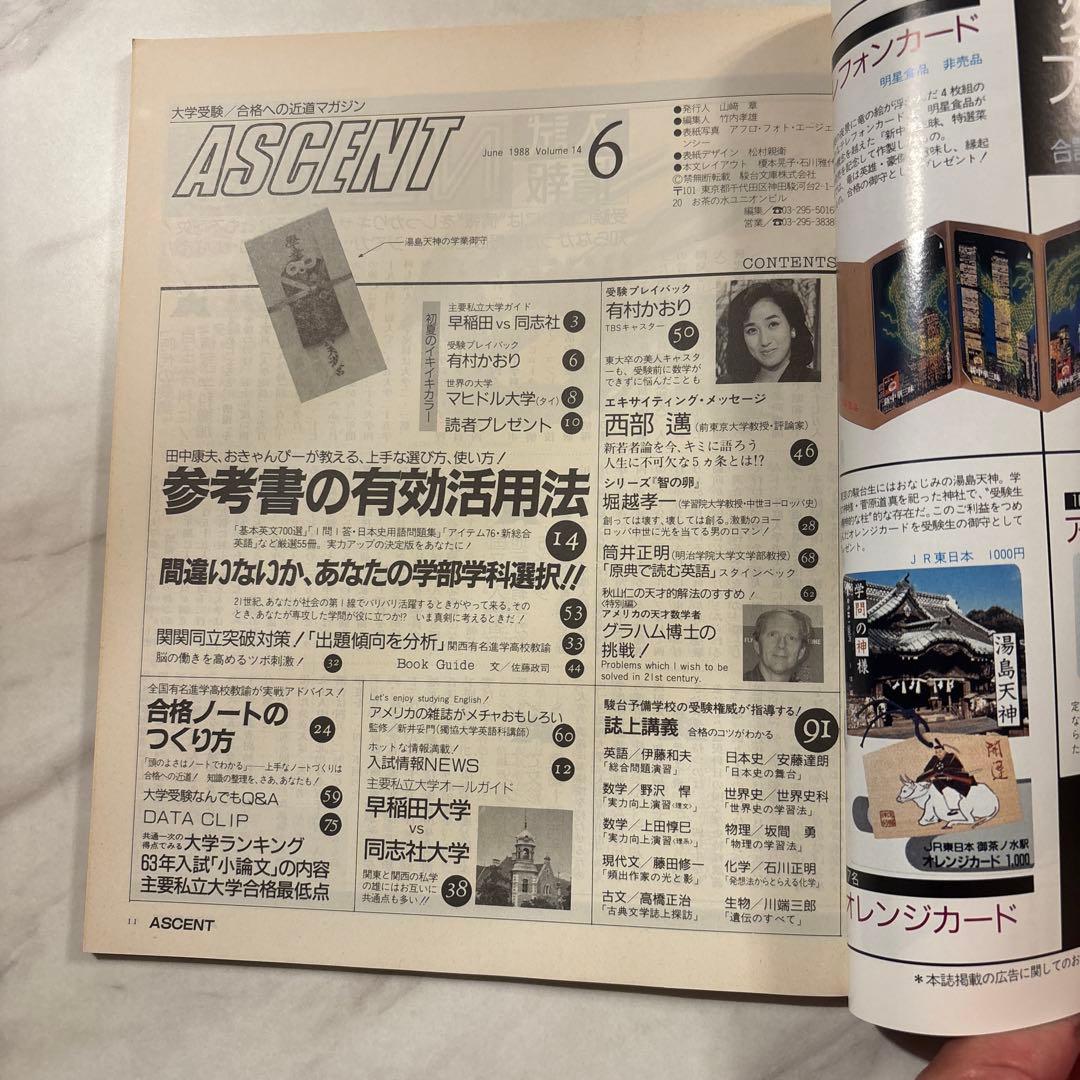 大学受験／合格への近道マガジン
ASCENT
June 1988 Volume 14
6
●発行人 山﨑 章
●編集人 竹内孝雄
●表紙写真 アフロ・フォト・エージェ
ンシー
●表紙デザイン 松村親衛
●本文レイアウト 榎本晃子・石川雅代
Ⓒ禁無断転載 駿台文庫株式会社
〒101 東京都千代田区神田駿河台2-1-
20 お茶の水ユニオンビル
編集／☎03-295-5016
営業／☎03-295-3838
湯島天神の学業御守
CONTENTS
初夏のイキイキカラー
主要私立大学ガイド
早稲田 vs 同志社 3
受験プレイバック
有村かおり 6
世界の大学
マヒドル大学(タイ) 8
読者プレゼント 10
受験プレイバック
有村かおり
TBSキャスター
50
東大卒の美人キャスタ
ーも、受験前に数学が
できずに悩んだことも
エキサイティング・メッセージ
西部 邁(前東京大学教授・評論家)
新若者論を今、キミに語ろう
人生に不可欠な5ヵ条とは!?
46
シリーズ『智の卵』
堀越孝一(学習院大学教授・中世ヨーロッパ史)
創っては壊す、壊しては創る。激動のヨー
ロッパ中世に光を当てる男のロマン！
28
筒井正明(明治学院大学文学部教授)
「原典で読む英語」スタインベック
68
秋山仁の天才的解法のすすめ！
62
〈特別編〉
アメリカの天才数学者
グラハム博士の
挑戦！
Problems which I wish to be
solved in 21st century.
田中康夫、おきゃんぴーが教える、上手な選び方、使い方！
参考書の有効活用法
「基本英文700選」「1問1答・日本史用語問題集」「アイテム76・新総合
英語」など厳選55冊。実力アップの決定版をあなたに！
14
間違いないか、あなたの学部学科選択!!
21世紀、あなたが社会の第1線でバリバリ活躍するときがやって来る。その
とき、あなたが専攻した学問が役に立つか!? いま真剣に考えるときだ！
53
関関同立突破対策！「出題傾向を分析」関西有名進学高校教諭 33
脳の働きを高めるツボ刺激！ 32
Book Guide 文／佐藤政司 44
全国有名進学高校教諭が実戦アドバイス！
合格ノートの
つくり方
24
「頭のよさはノートでわかる」——上手なノートづくりは
合格への近道！ 知識の整理を、さあ、あなたも！
大学受験なんでもQ&A 59
DATA CLIP 75
共通一次の
得点でみる大学ランキング
63年入試「小論文」の内容
主要私立大学合格最低点
Let's enjoy studying English！
アメリカの雑誌がメチャおもしろい
監修／新井妥門(獨協大学英語科講師)
60
ホットな情報満載！
入試情報NEWS
12
主要私立大学オールガイド
早稲田大学
vs
同志社大学
関東と関西の私学
の雄にはお互いに
共通点も多い!!
38
駿台予備学校の受験権威が指導する！
誌上講義 合格のコツがわかる
91
英語／伊藤和夫
「総合問題演習」
数学／野沢 悍
「実力向上演習(理文)」
数学／上田惇巳
「実力向上演習(理系)」
現代文／藤田修一
「頻出作家の光と影」
古文／高橋正治
「古典文学誌上探訪」
日本史／安藤達朗
「日本史の舞台」
世界史／世界史科
「世界史の学習法」
物理／坂間 勇
「物理の学習法」
化学／石川正明
「発想法からとらえる化学」
生物／川端三郎
「遺伝のすべて」
11 ASCENT
フォンカード
明星食品 非売品
ＪＲ東日本 1000円
学問の神様
湯島天神
開運
JR東日本 御茶ノ水駅
オレンジカード 1,000
オレンジカード
＊本誌掲載の広告に関してのお